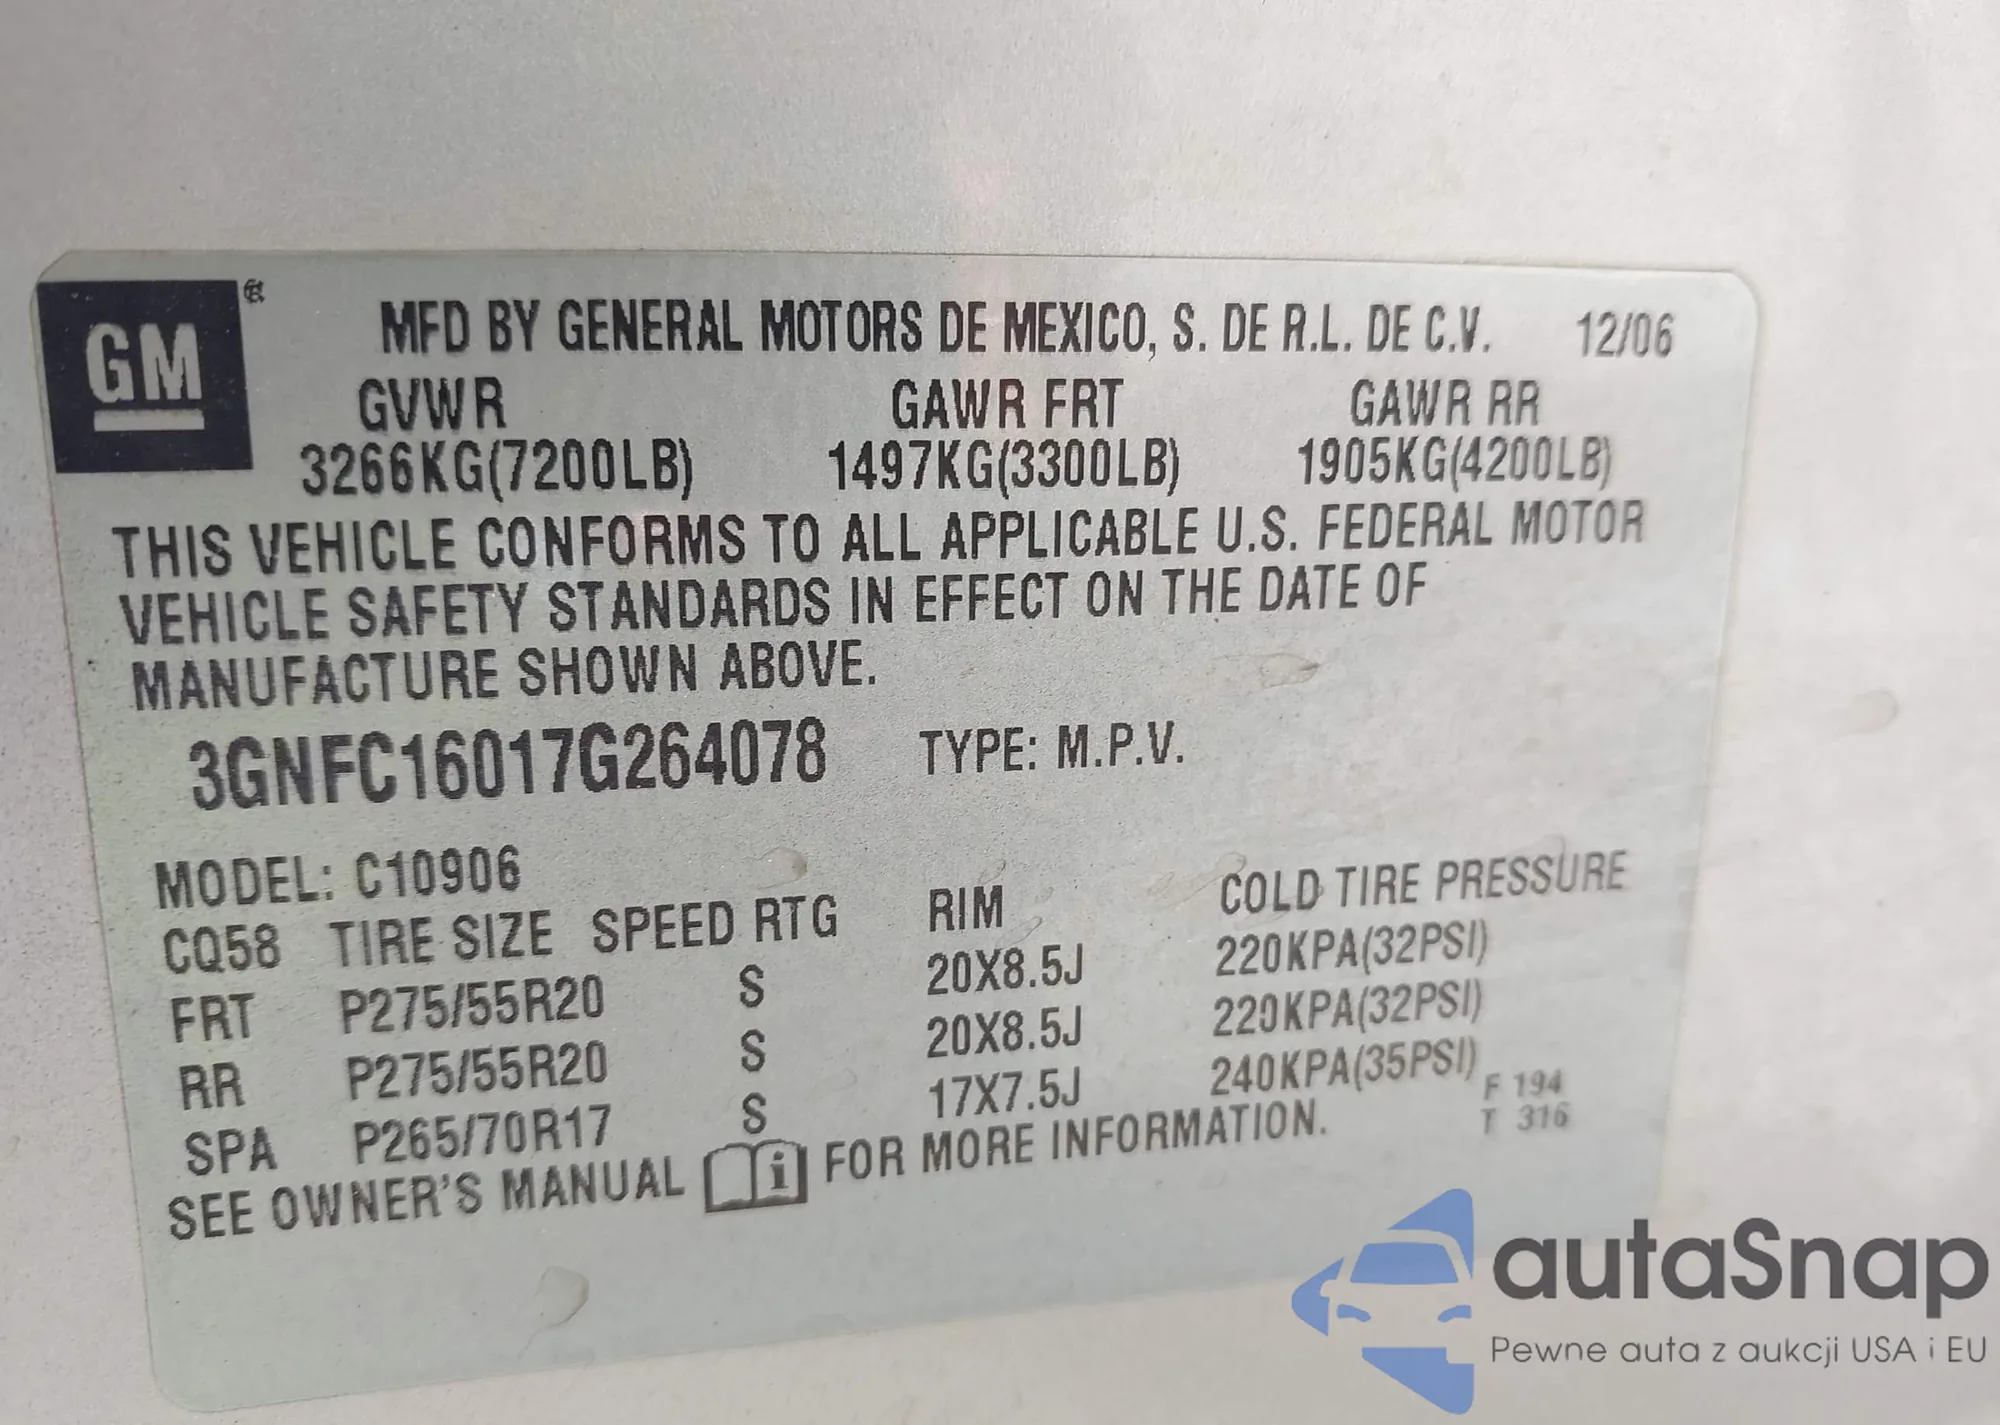 GM
MFD BY GENERAL MOTORS DE MEXICO, S. DE R.L. DE C.V. 12/06
GVWR GAWR FRT GAWR RR
3266KG(7200LB) 1497KG(3300LB) 1905KG(4200LB)
THIS VEHICLE CONFORMS TO ALL APPLICABLE U.S. FEDERAL MOTOR
VEHICLE SAFETY STANDARDS IN EFFECT ON THE DATE OF
MANUFACTURE SHOWN ABOVE.
3GNFC16017G264078 TYPE: M.P.V.
MODEL: C10906
CQ58 TIRE SIZE SPEED RTG RIM COLD TIRE PRESSURE
FRT P275/55R20 S 20X8.5J 220KPA(32PSI)
RR P275/55R20 S 20X8.5J 220KPA(32PSI)
SPA P265/70R17 S 17X7.5J 240KPA(35PSI)
F 194
T 316
SEE OWNER'S MANUAL i FOR MORE INFORMATION.
autaSnap
Pewne auta z aukcji USA i EU